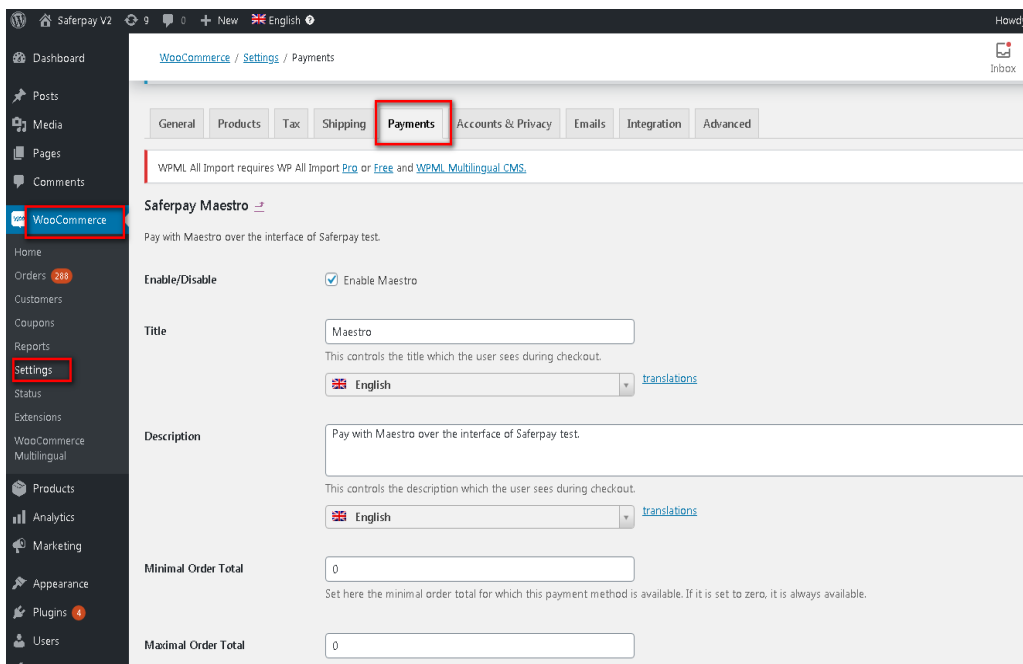 Saferpay V2 9 0 New English Howdy
Dashboard
Posts
Media
Pages
Comments
WooCommerce
Home
Orders 288
Customers
Coupons
Reports
Settings
Status
Extensions
WooCommerce
Multilingual
Products
Analytics
Marketing
Appearance
Plugins 4
Users
WooCommerce / Settings / Payments
Inbox
General Products Tax Shipping Payments Accounts & Privacy Emails Integration Advanced
WPML All Import requires WP All Import Pro or Free and WPML Multilingual CMS.
Saferpay Maestro
Pay with Maestro over the interface of Saferpay test.
Enable/Disable Enable Maestro
Title Maestro
This controls the title which the user sees during checkout.
English translations
Description Pay with Maestro over the interface of Saferpay test.
This controls the description which the user sees during checkout.
English translations
Minimal Order Total 0
Set here the minimal order total for which this payment method is available. If it is set to zero, it is always available.
Maximal Order Total 0